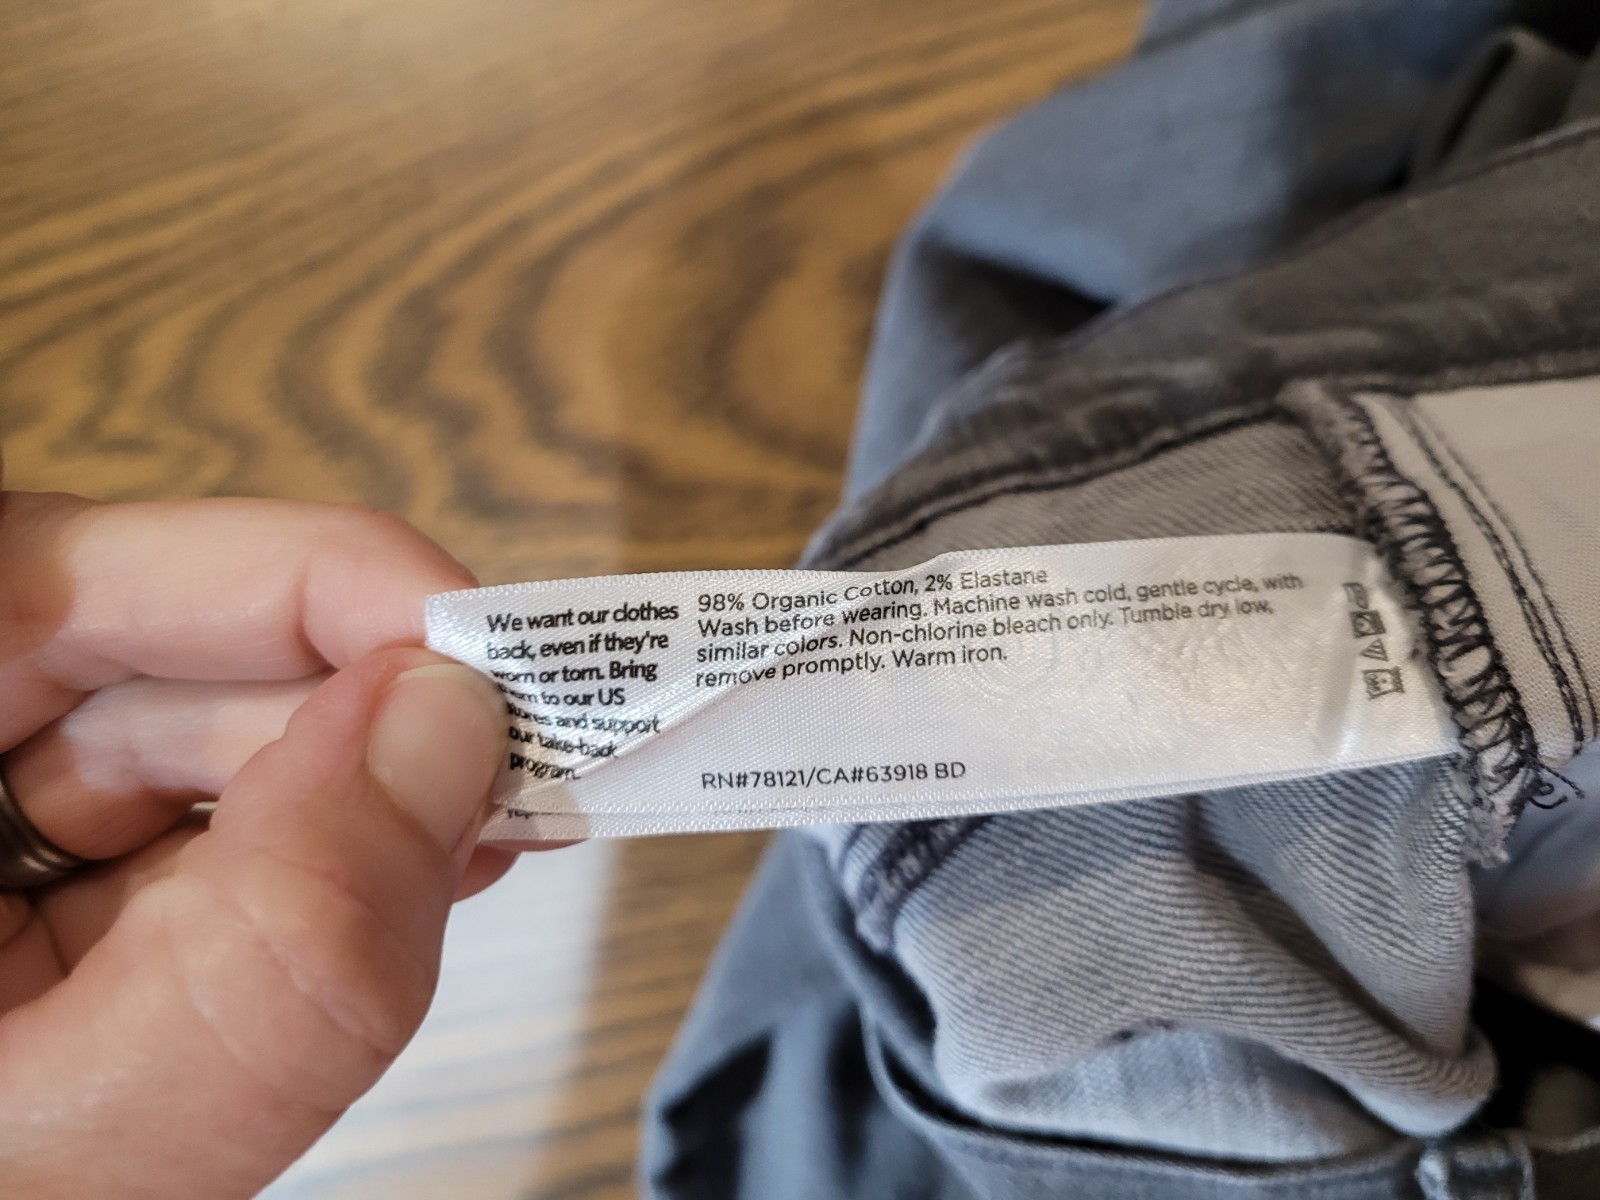 We want our clothes
back, even if they're
worn or torn. Bring
to our US
and support
our take-back
program.
98% Organic Cotton, 2% Elastane
Wash before wearing. Machine wash cold, gentle cycle, with
similar colors. Non-chlorine bleach only. Tumble dry low,
remove promptly. Warm iron.
RN#78121/CA#63918 BD